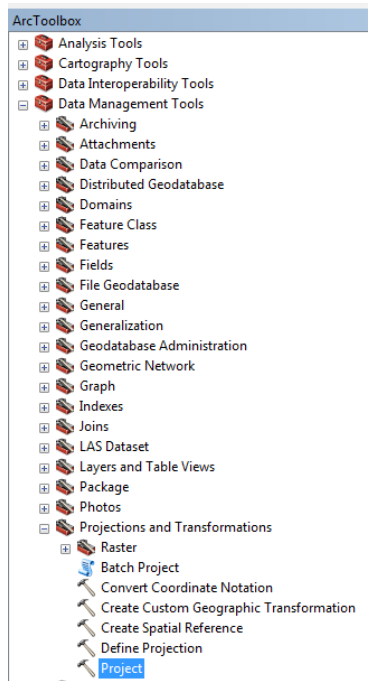 ArcToolbox
Analysis Tools
Cartography Tools
Data Interoperability Tools
Data Management Tools
Archiving
Attachments
Data Comparison
Distributed Geodatabase
Domains
Feature Class
Features
Fields
File Geodatabase
General
Generalization
Geodatabase Administration
Geometric Network
Graph
Indexes
Joins
LAS Dataset
Layers and Table Views
Package
Photos
Projections and Transformations
Raster
Batch Project
Convert Coordinate Notation
Create Custom Geographic Transformation
Create Spatial Reference
Define Projection
Project